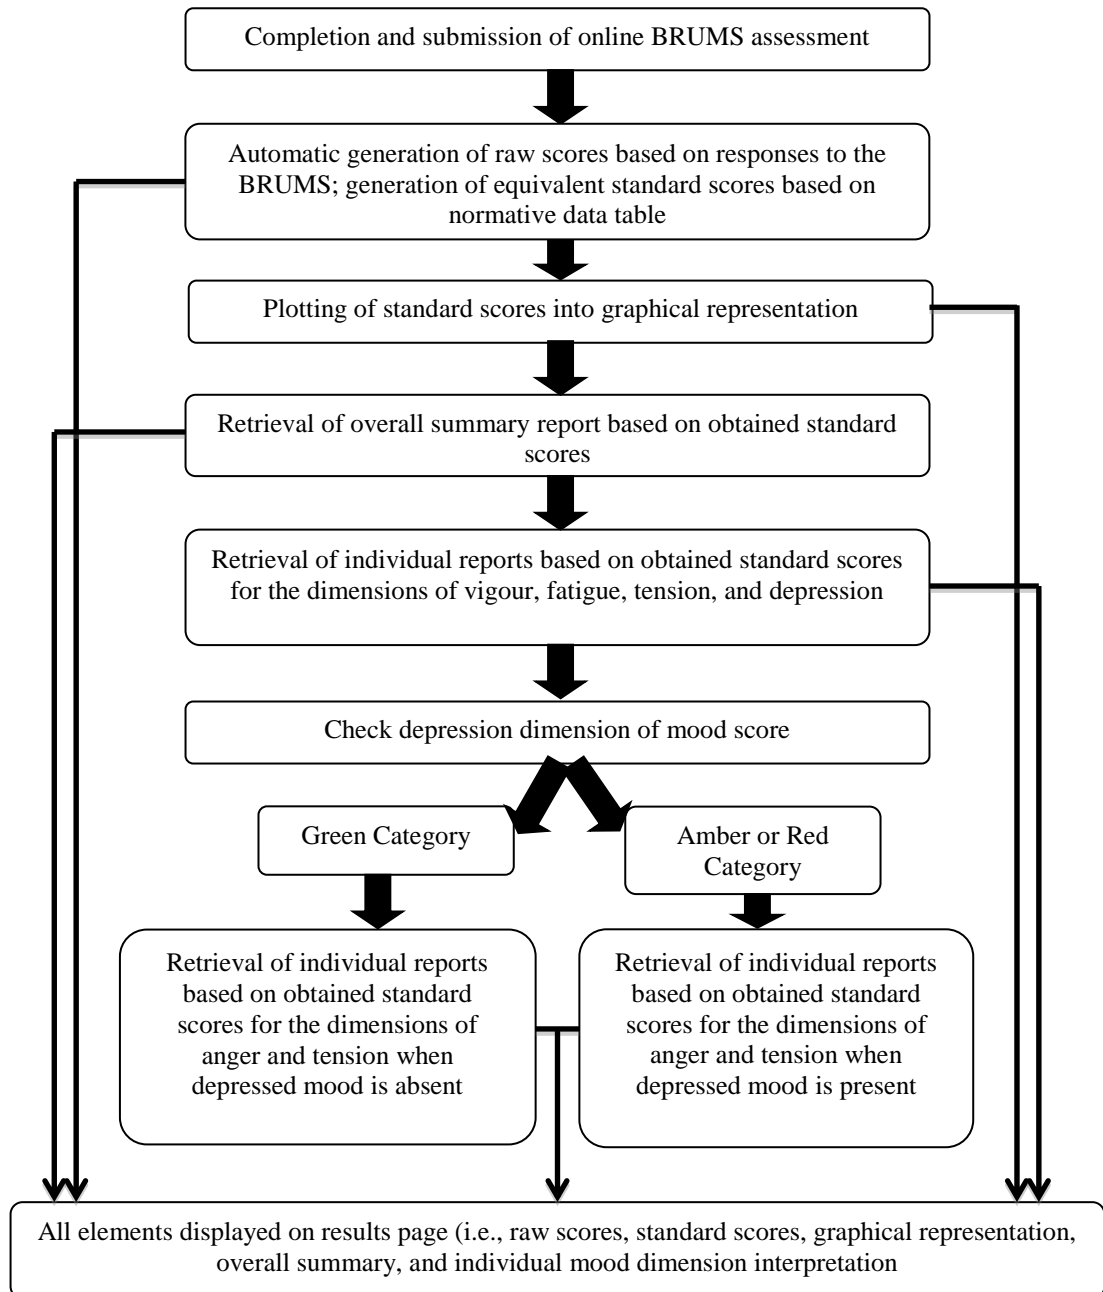 Completion and submission of online BRUMS assessment
Automatic generation of raw scores based on responses to the
BRUMS; generation of equivalent standard scores based on
normative data table
Plotting of standard scores into graphical representation
Retrieval of overall summary report based on obtained standard
scores
Retrieval of individual reports based on obtained standard scores
for the dimensions of vigour, fatigue, tension, and depression
Check depression dimension of mood score
Green Category
Amber or Red
Category
Retrieval of individual reports
based on obtained standard
scores for the dimensions of
anger and tension when
depressed mood is absent
Retrieval of individual reports
based on obtained standard
scores for the dimensions of
anger and tension when
depressed mood is present
All elements displayed on results page (i.e., raw scores, standard scores, graphical representation,
overall summary, and individual mood dimension interpretation